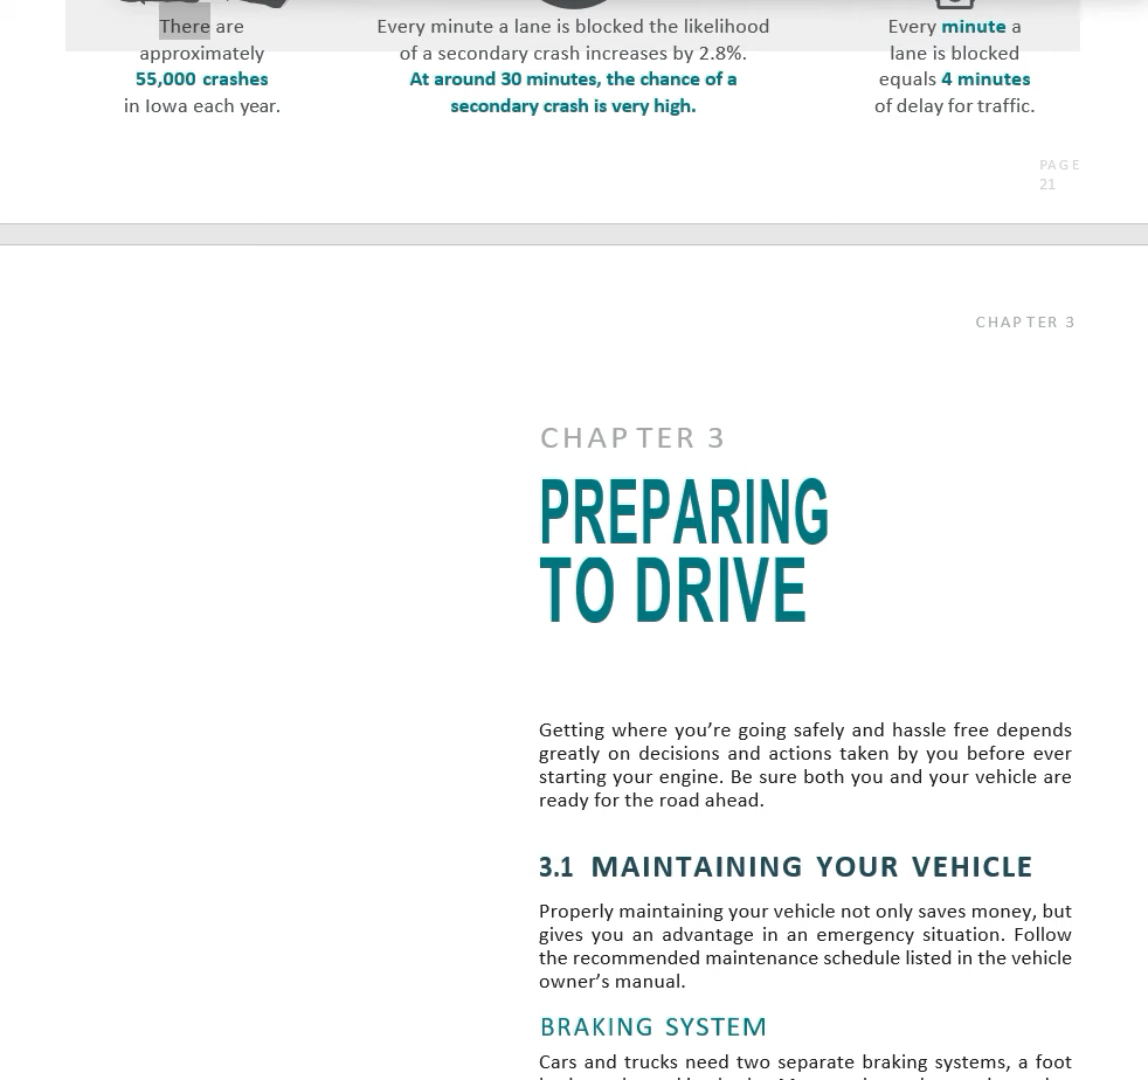 There are
approximately
55,000 crashes
in Iowa each year.
Every minute a lane is blocked the likelihood
of a secondary crash increases by 2.8%.
At around 30 minutes, the chance of a
secondary crash is very high.
Every minute a
lane is blocked
equals 4 minutes
of delay for traffic.
PAGE
21
CHAPTER 3
CHAPTER 3
PREPARING
TO DRIVE
Getting where you’re going safely and hassle free depends
greatly on decisions and actions taken by you before ever
starting your engine. Be sure both you and your vehicle are
ready for the road ahead.
3.1 MAINTAINING YOUR VEHICLE
Properly maintaining your vehicle not only saves money, but
gives you an advantage in an emergency situation. Follow
the recommended maintenance schedule listed in the vehicle
owner’s manual.
BRAKING SYSTEM
Cars and trucks need two separate braking systems, a foot